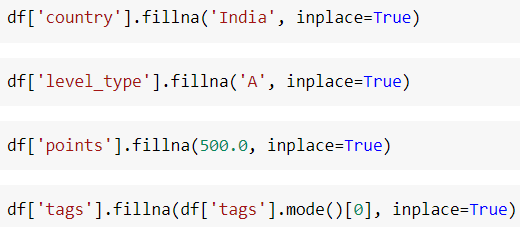 df['country'].fillna('India', inplace=True)
df['level_type'].fillna('A', inplace=True)
df['points'].fillna(500.0, inplace=True)
df['tags'].fillna(df['tags'].mode()[0], inplace=True)